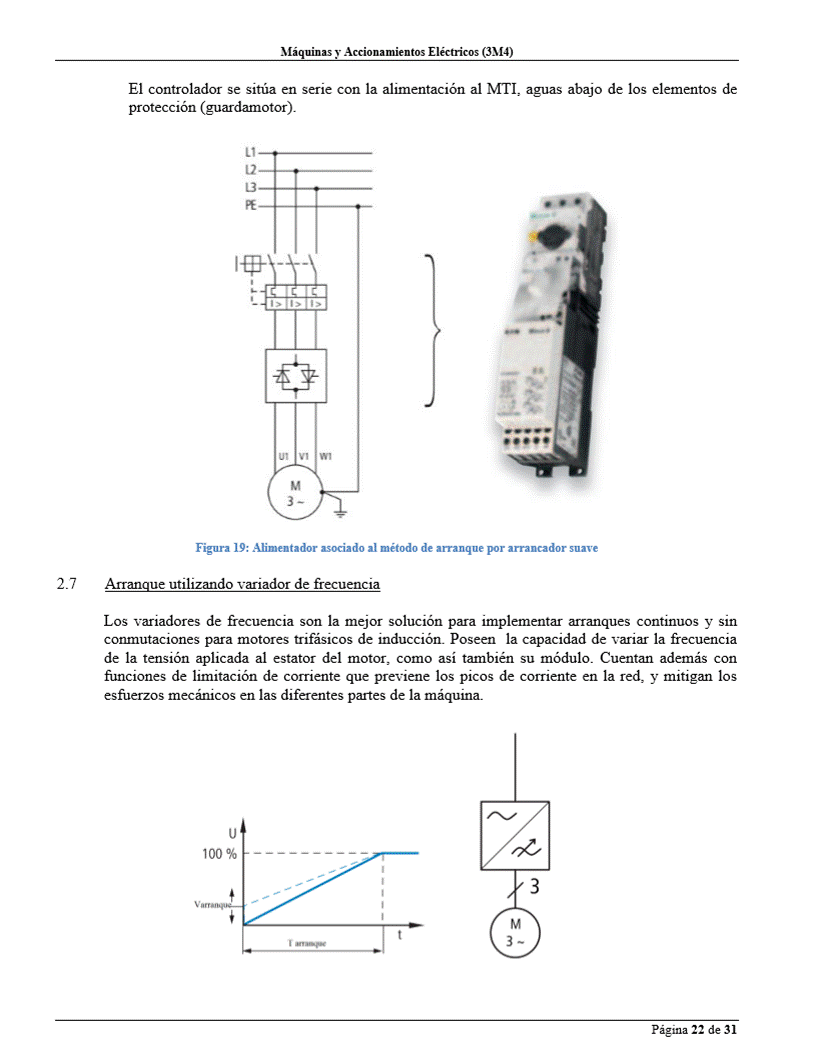 Máquinas y Accionamientos Eléctricos (3M4)
El controlador se sitúa en serie con la alimentación al MTI, aguas abajo de los elementos de
protección (guardamotor).
L1
L2
L3
PE
I> I> I>
U1 V1 W1
M
3 ~
Figura 19: Alimentador asociado al método de arranque por arrancador suave
2.7 Arranque utilizando variador de frecuencia
Los variadores de frecuencia son la mejor solución para implementar arranques continuos y sin
conmutaciones para motores trifásicos de inducción. Poseen la capacidad de variar la frecuencia
de la tensión aplicada al estator del motor, como así también su módulo. Cuentan además con
funciones de limitación de corriente que previene los picos de corriente en la red, y mitigan los
esfuerzos mecánicos en las diferentes partes de la máquina.
U
100 %
Varranque
T arranque
t
3
M
3 ~
Página 22 de 31